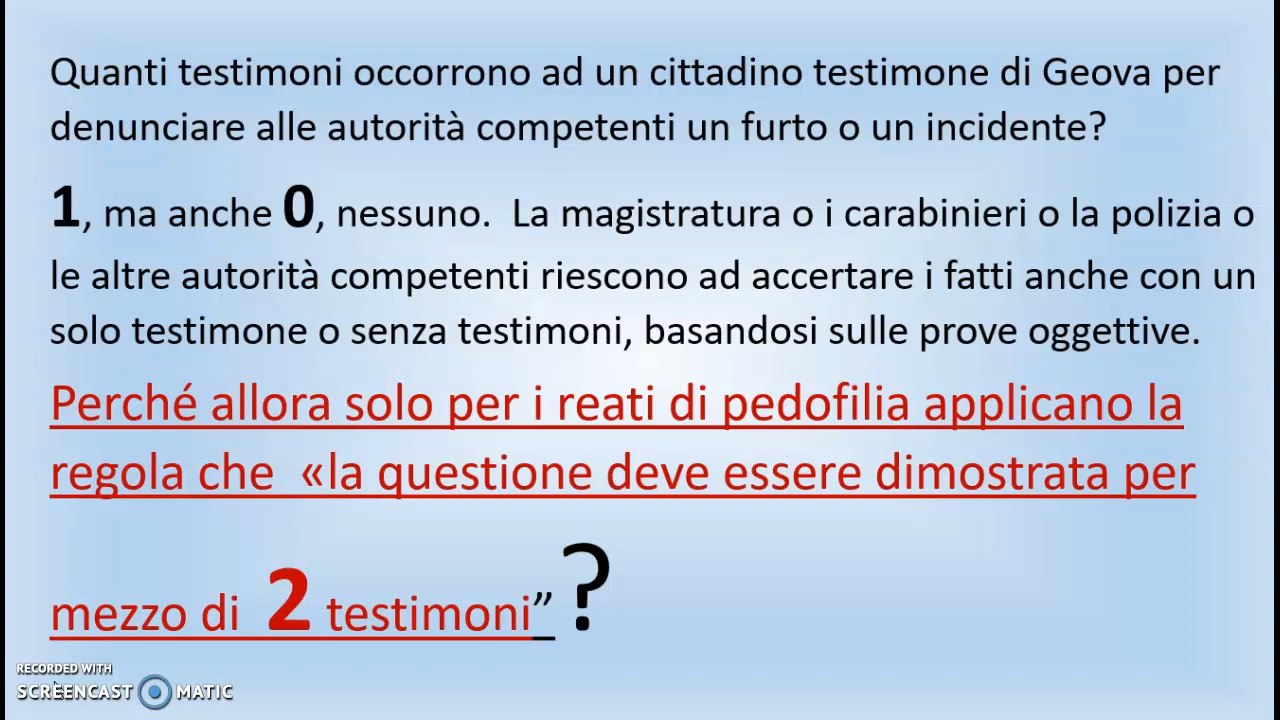 Quanti testimoni occorrono ad un cittadino testimone di Geova per
denunciare alle autorità competenti un furto o un incidente?
1, ma anche 0, nessuno. La magistratura o i carabinieri o la polizia o
le altre autorità competenti riescono ad accertare i fatti anche con un
solo testimone o senza testimoni, basandosi sulle prove oggettive.
Perché allora solo per i reati di pedofilia applicano la
regola che «la questione deve essere dimostrata per
mezzo di 2 testimoni”?
RECORDED WITH
SCREENCAST MATIC